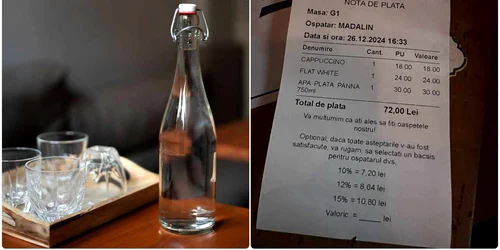 NOTA DE PLATA
Masa: G1
Ospatar: MADALIN
Data si ora: 26.12.2024 16:33
Denumire Cant. PU Valoare
CAPPUCCINO 1 18.00 18.00
FLAT WHITE 1 24.00 24.00
APA PLATA PANNA 1 30.00 30.00
750ml
Total de plata 72,00 Lei
Va multumim ca ati ales sa fiti oaspetele
nostru!
Optional, daca toate asteptarile v-au fost
satisfacute, va rugam, sa selectati un bacsis
pentru ospatarul dvs.
10% = 7,20 lei
12% = 8,64 lei
15% = 10,80 lei
Valoric = _____ lei